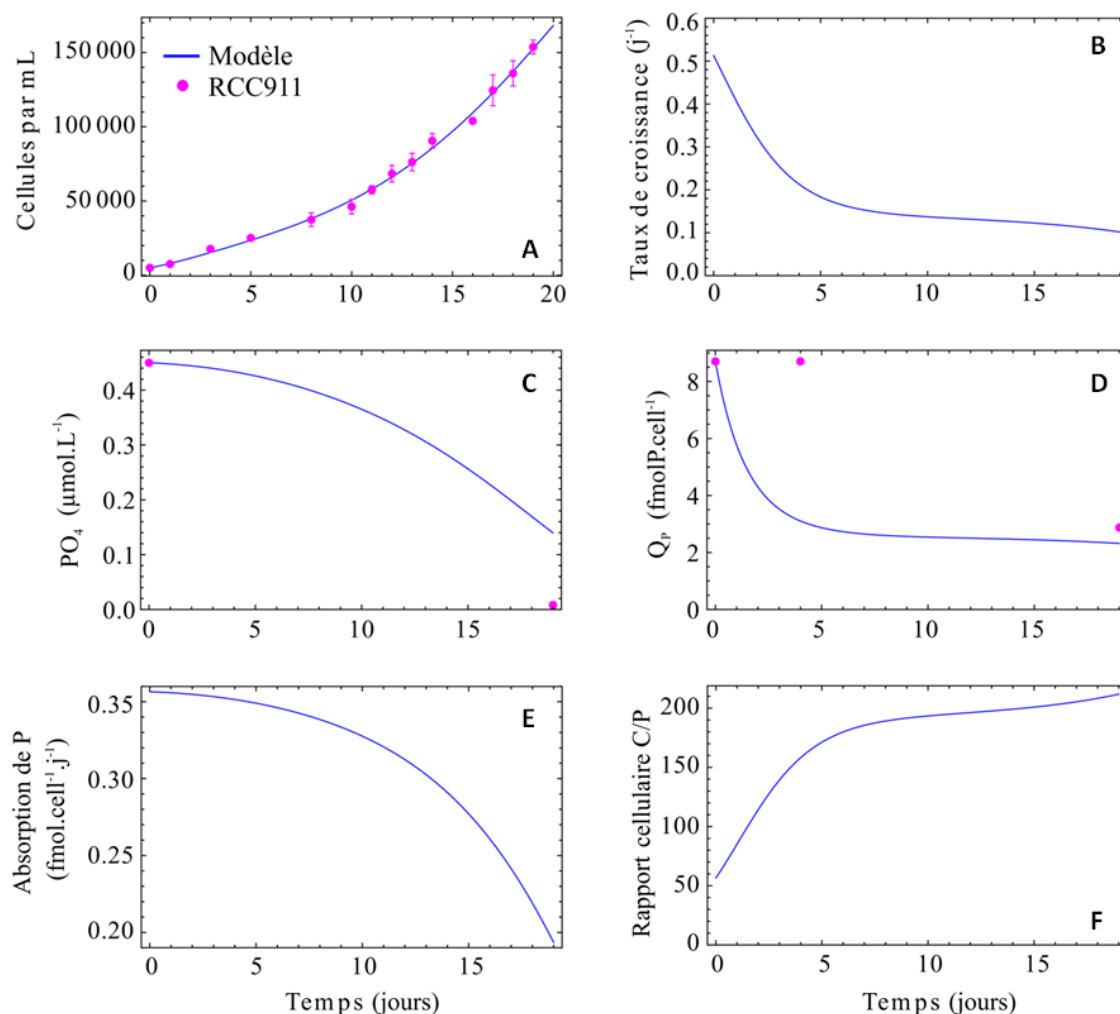 Cellules par mL
150 000
100 000
50 000
0
Modèle
RCC911
A
0 5 10 15 20
Taux de croissance (j⁻¹)
0.6
0.5
0.4
0.3
0.2
0.1
0.0
B
0 5 10 15
PO₄ (µmol.L⁻¹)
0.4
0.3
0.2
0.1
0.0
C
0 5 10 15
Q_P (fmolP.cell⁻¹)
8
6
4
2
0
D
0 5 10 15
Absorption de P
(fmol.cell⁻¹.j⁻¹)
0.35
0.30
0.25
0.20
E
0 5 10 15
Temps (jours)
Rapport cellulaire C/P
200
150
100
50
0
F
0 5 10 15
Temps (jours)